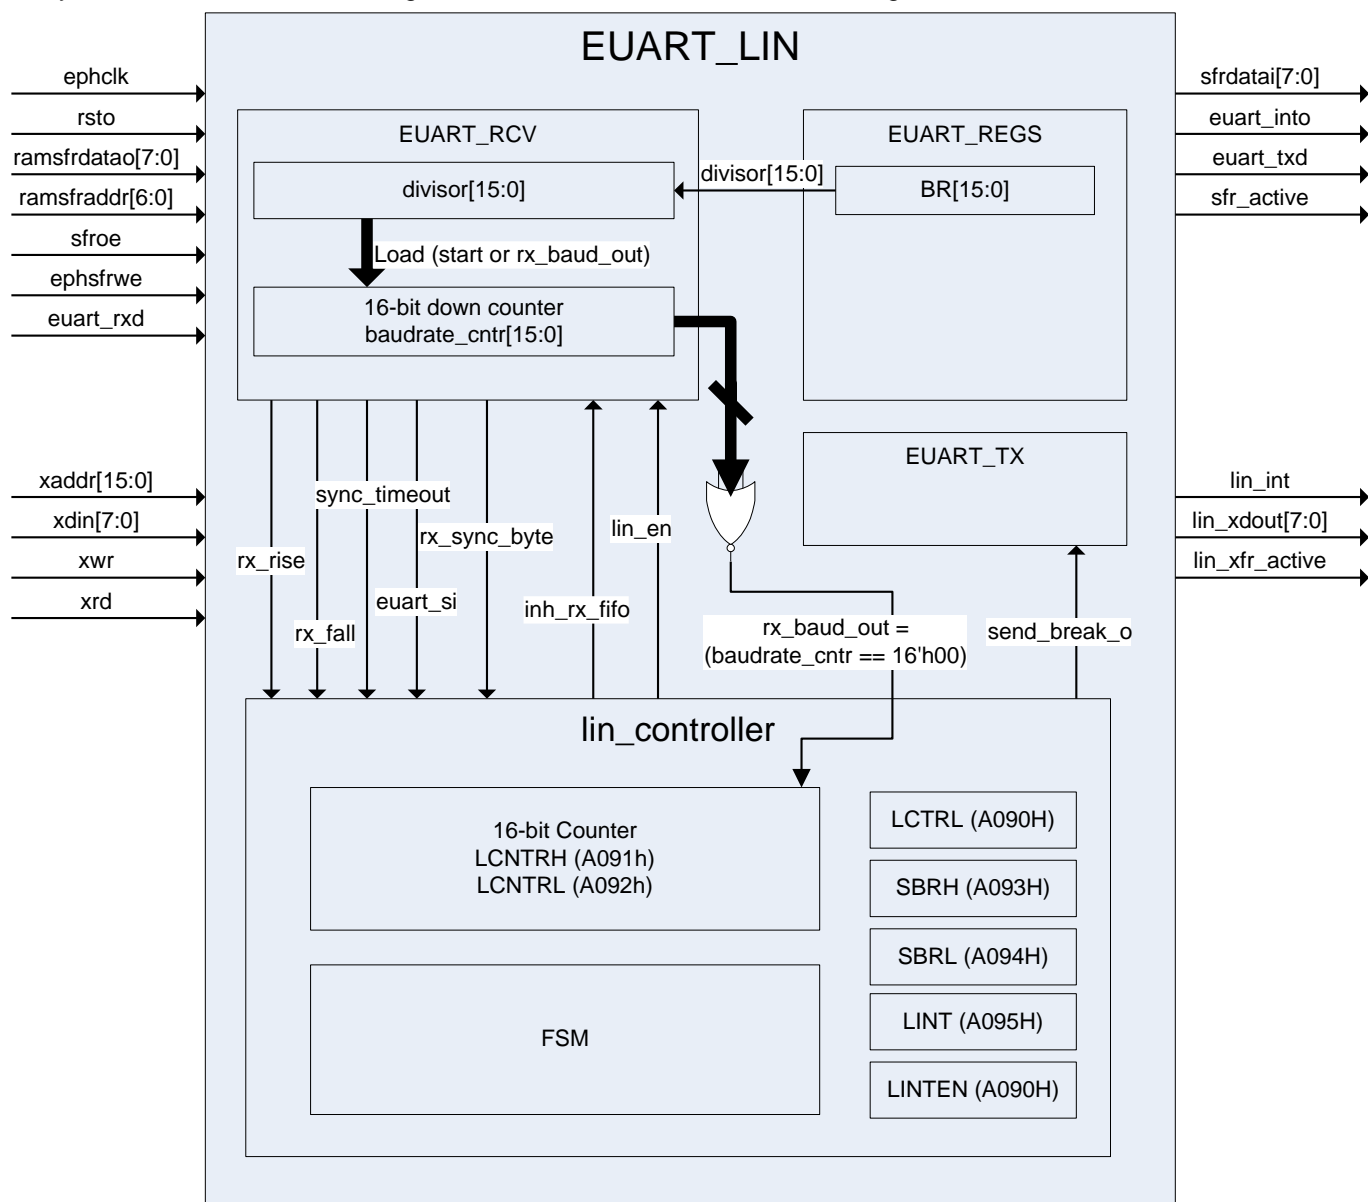 EUART_LIN
ephclk
rsto
ramsfrdatao[7:0]
ramsfraddr[6:0]
sfroe
ephsfrwe
euart_rxd
xaddr[15:0]
xdin[7:0]
xwr
xrd
EUART_RCV
divisor[15:0]
Load (start or rx_baud_out)
16-bit down counter
baudrate_cntr[15:0]
divisor[15:0]
EUART_REGS
BR[15:0]
EUART_TX
sfrdatai[7:0]
euart_into
euart_txd
sfr_active
lin_int
lin_xdout[7:0]
lin_xfr_active
rx_rise
rx_fall
sync_timeout
euart_si
rx_sync_byte
inh_rx_fifo
lin_en
rx_baud_out =
(baudrate_cntr == 16'h00)
send_break_o
lin_controller
16-bit Counter
LCNTRH (A091h)
LCNTRL (A092h)
FSM
LCTRL (A090H)
SBRH (A093H)
SBRL (A094H)
LINT (A095H)
LINTEN (A090H)